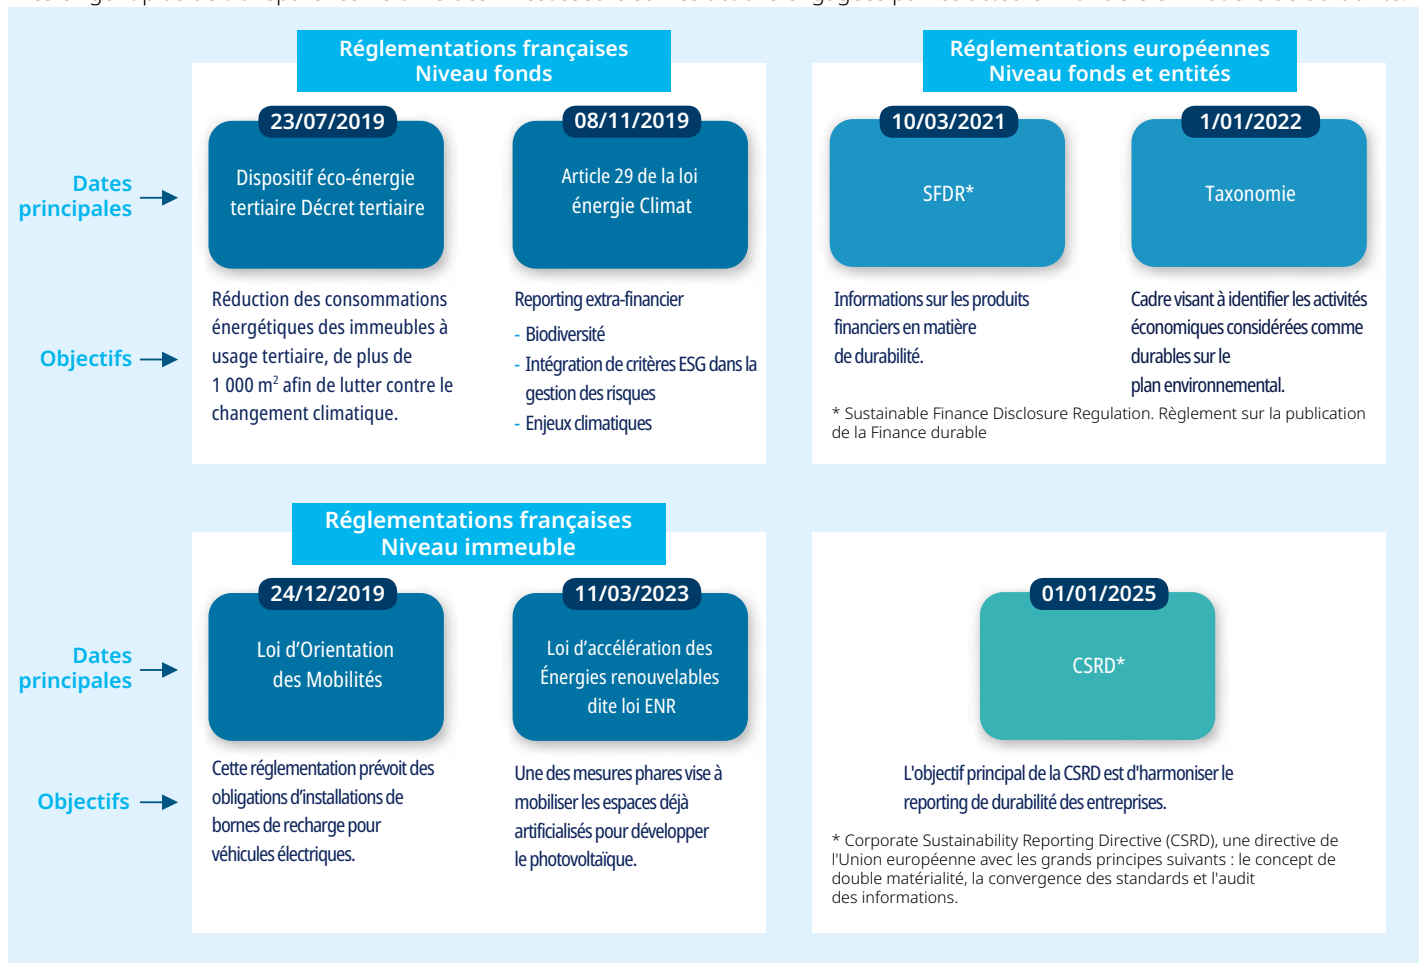 Réglementations françaises
Niveau fonds
23/07/2019
Dispositif éco-énergie
tertiaire Décret tertiaire
08/11/2019
Article 29 de la loi
énergie Climat
Dates
principales
Objectifs
Réduction des consommations
énergétiques des immeubles à
usage tertiaire, de plus de
1 000 m² afin de lutter contre le
changement climatique.
Reporting extra-financier
- Biodiversité
- Intégration de critères ESG dans la
gestion des risques
- Enjeux climatiques
Réglementations européennes
Niveau fonds et entités
10/03/2021
SFDR*
1/01/2022
Taxonomie
Informations sur les produits
financiers en matière
de durabilité.
Cadre visant à identifier les activités
économiques considérées comme
durables sur le
plan environnemental.
* Sustainable Finance Disclosure Regulation. Règlement sur la publication
de la Finance durable
Réglementations françaises
Niveau immeuble
24/12/2019
Loi d’Orientation
des Mobilités
11/03/2023
Loi d’accélération des
Énergies renouvelables
dite loi ENR
Dates
principales
Objectifs
Cette réglementation prévoit des
obligations d’installations de
bornes de recharge pour
véhicules électriques.
Une des mesures phares vise à
mobiliser les espaces déjà
artificialisés pour développer
le photovoltaïque.
01/01/2025
CSRD*
L'objectif principal de la CSRD est d'harmoniser le
reporting de durabilité des entreprises.
* Corporate Sustainability Reporting Directive (CSRD), une directive de
l'Union européenne avec les grands principes suivants : le concept de
double matérialité, la convergence des standards et l'audit
des informations.